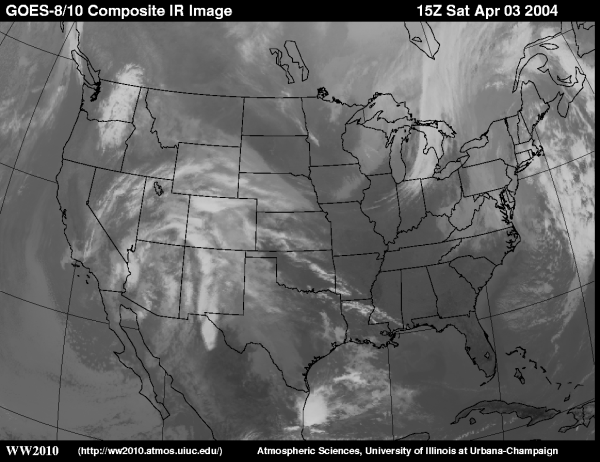 GOES-8/10 Composite IR Image 15Z Sat Apr 03 2004
WW2010 (http://ww2010.atmos.uiuc.edu/) Atmospheric Sciences, University of Illinois at Urbana-Champaign